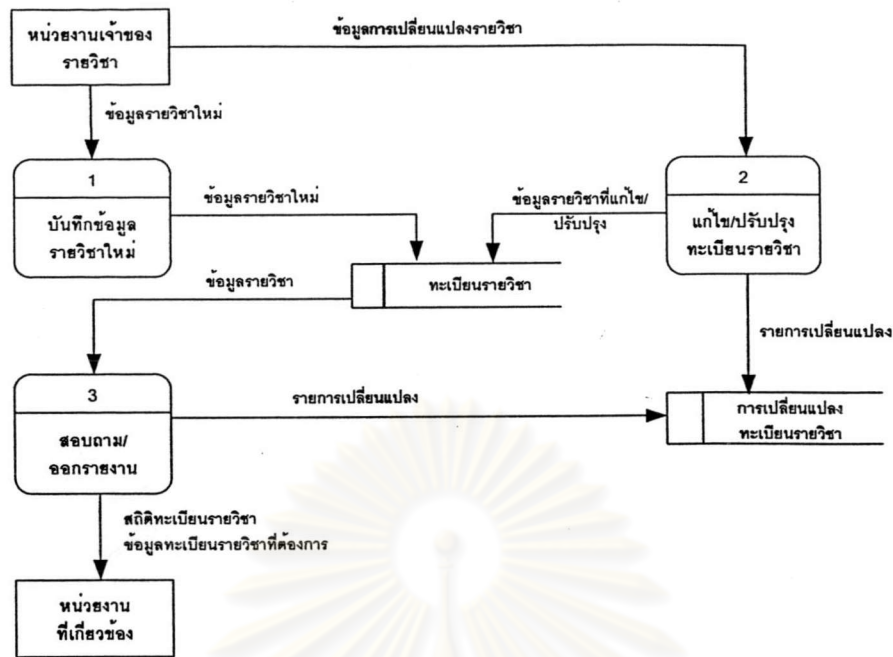 หน่วยงานเจ้าของ
รายวิชา
ข้อมูลการเปลี่ยนแปลงรายวิชา
ข้อมูลรายวิชาใหม่
1
บันทึกข้อมูล
รายวิชาใหม่
ข้อมูลรายวิชาใหม่
ข้อมูลรายวิชาที่แก้ไข/
ปรับปรุง
2
แก้ไข/ปรับปรุง
ทะเบียนรายวิชา
ข้อมูลรายวิชา
ทะเบียนรายวิชา
รายการเปลี่ยนแปลง
3
สอบถาม/
ออกรายงาน
รายการเปลี่ยนแปลง
การเปลี่ยนแปลง
ทะเบียนรายวิชา
สถิติทะเบียนรายวิชา
ข้อมูลทะเบียนรายวิชาที่ต้องการ
หน่วยงาน
ที่เกี่ยวข้อง